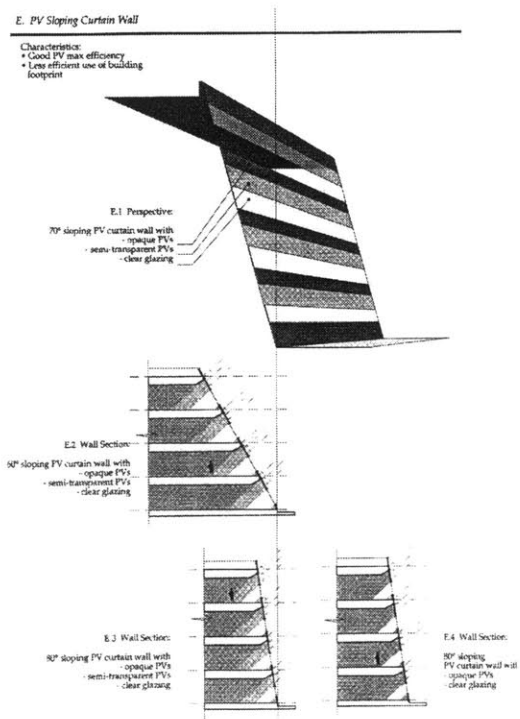 E. PV Sloping Curtain Wall
Characteristics:
• Good PV max efficiency
• Less efficient use of building
footprint
E.1 Perspective:
70° sloping PV curtain wall with
- opaque PVs
- semi-transparent PVs
- clear glazing
E.2 Wall Section:
60° sloping PV curtain wall with
- opaque PVs
- semi-transparent PVs
- clear glazing
E.3 Wall Section:
80° sloping PV curtain wall with
- opaque PVs
- semi-transparent PVs
- clear glazing
E.4 Wall Section:
80° sloping
PV curtain wall wit
- opaque PVs
- clear glazing